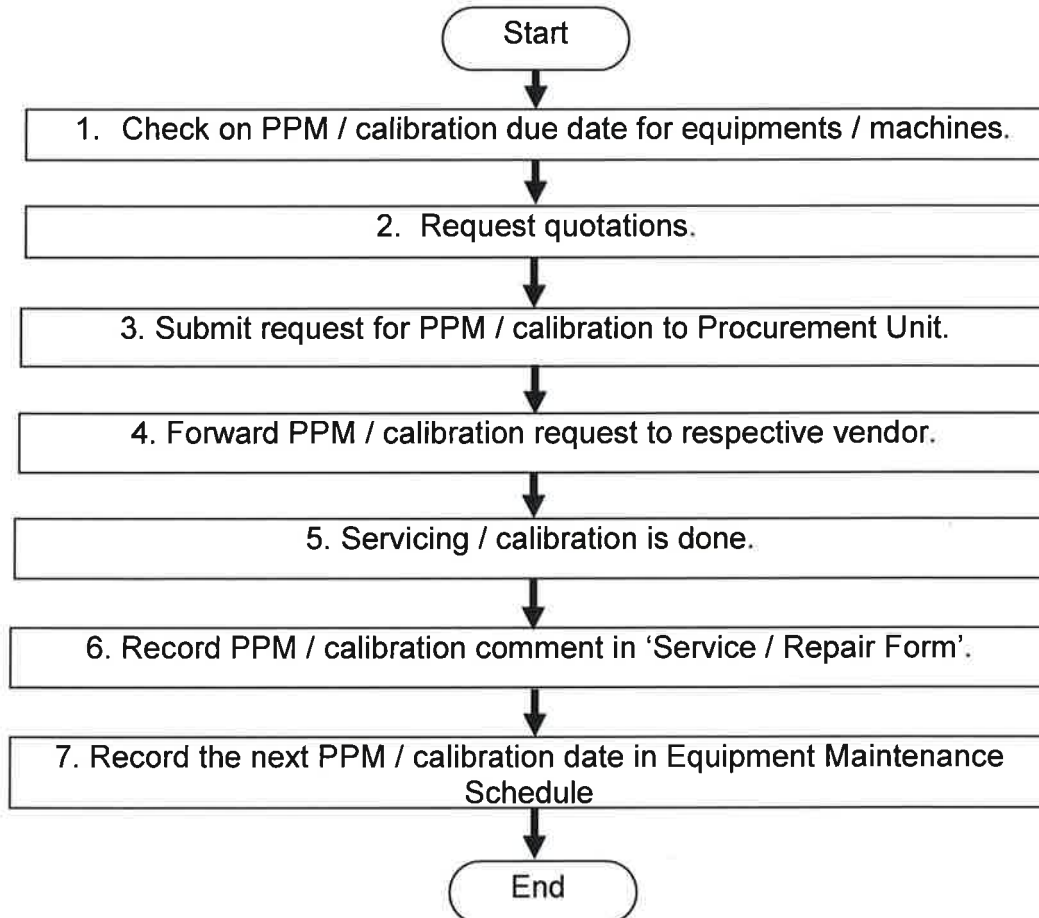 Start
1. Check on PPM / calibration due date for equipments / machines.
2. Request quotations.
3. Submit request for PPM / calibration to Procurement Unit.
4. Forward PPM / calibration request to respective vendor.
5. Servicing / calibration is done.
6. Record PPM / calibration comment in ‘Service / Repair Form’.
7. Record the next PPM / calibration date in Equipment Maintenance
Schedule
End